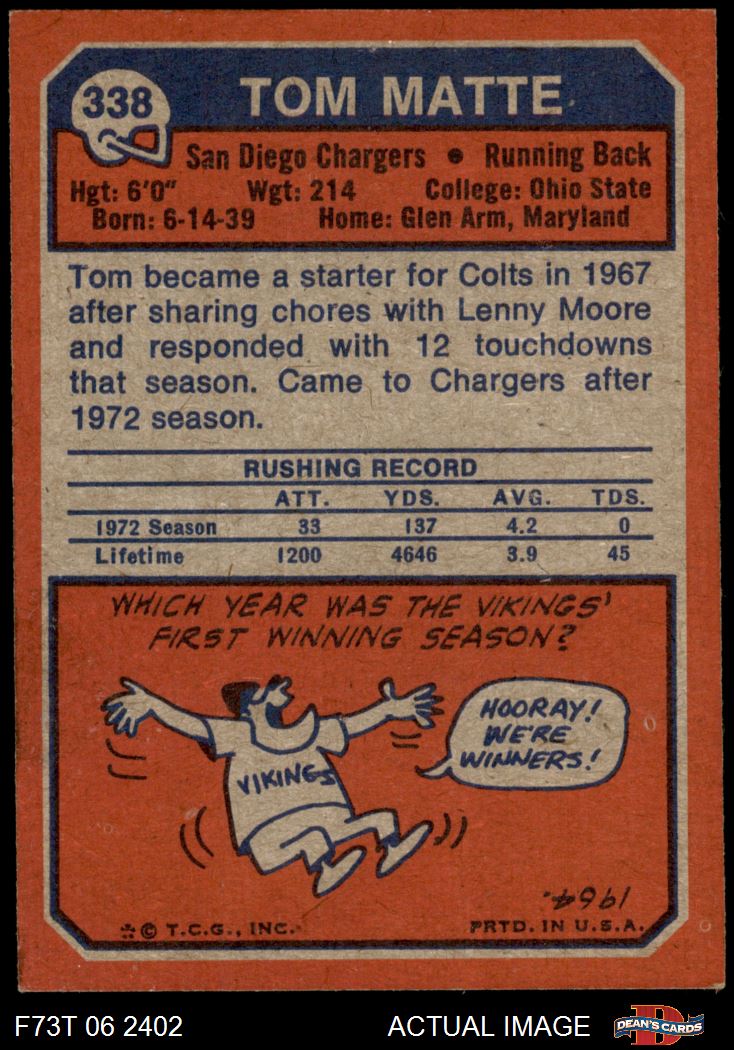 338
TOM MATTE
San Diego Chargers • Running Back
Hgt: 6'0" Wgt: 214 College: Ohio State
Born: 6-14-39 Home: Glen Arm, Maryland
Tom became a starter for Colts in 1967
after sharing chores with Lenny Moore
and responded with 12 touchdowns
that season. Came to Chargers after
1972 season.
RUSHING RECORD
ATT. YDS. AVG. TDS.
1972 Season 33 137 4.2 0
Lifetime 1200 4646 3.9 45
WHICH YEAR WAS THE VIKINGS'
FIRST WINNING SEASON?
HOORAY!
WE'RE
WINNERS!
VIKINGS
1964.
© T.C.G., INC. PRTD. IN U.S.A.
F73T 06 2402 ACTUAL IMAGE
D
DEAN'S CARDS